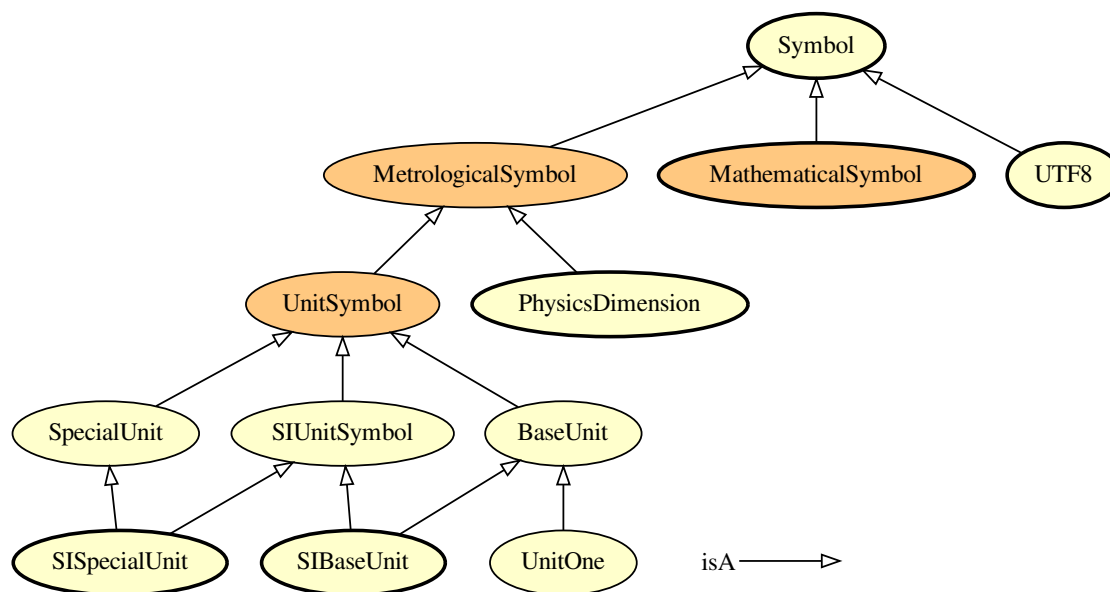 Symbol
MetrologicalSymbol
MathematicalSymbol
UTF8
UnitSymbol
PhysicsDimension
SpecialUnit
SIUnitSymbol
BaseUnit
SISpecialUnit
SIBaseUnit
UnitOne
isA